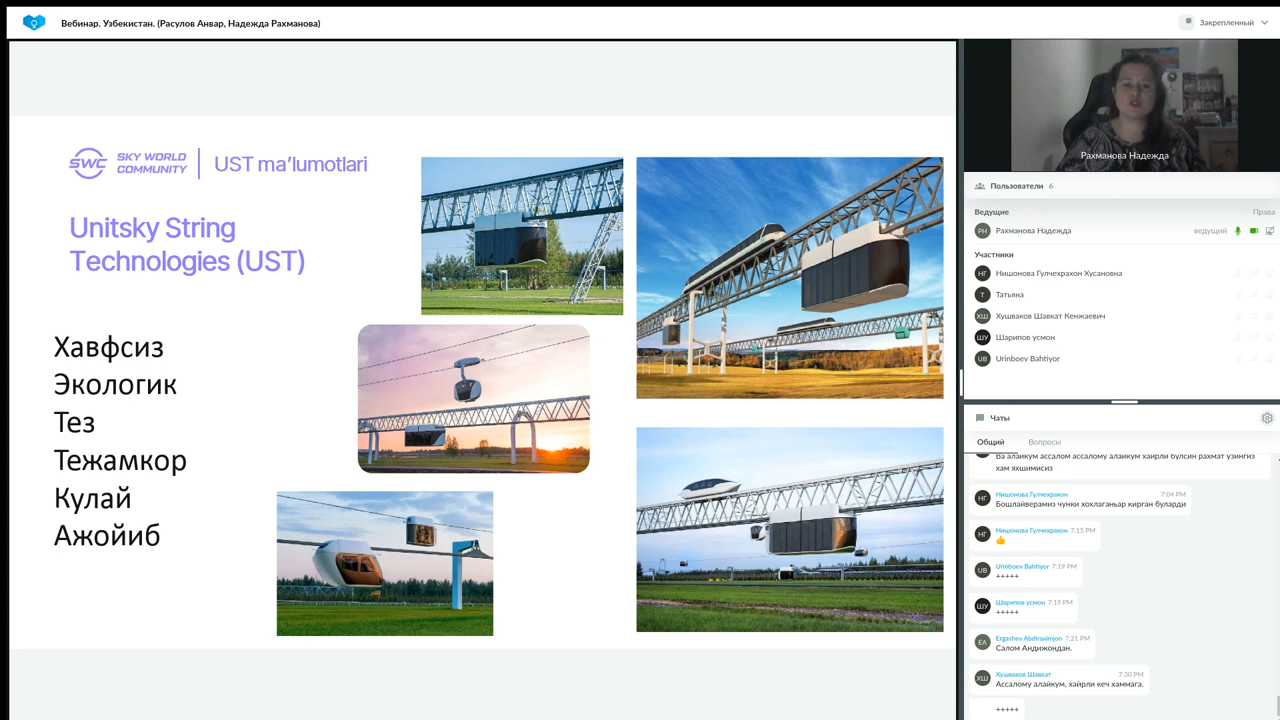 Вебинар. Узбекистан. (Расулов Анвар, Надежда Рахманова)
Закрепленный
SWC SKY WORLD
COMMUNITY
UST ma'lumotlari
Unitsky String
Technologies (UST)
Хавфсиз
Экологик
Тез
Тежамкор
Кулай
Ажойиб
Рахманова Надежда
Пользователи 6
Ведущие Права
РН Рахманова Надежда ведущий
Участники
НГ Нишонова Гулчехрахон Хусановна
Т Татьяна
ХШ Хушваков Шавкат Кенжаевич
ШУ Шарипов усмон
UB Urinboev Bahtiyor
Чаты
Общий Вопросы
Ва алайкум ассалом ассалому алайкум хайрли булсин рахмат узингиз
хам яхшимисиз
НГ Нишонова Гулчехрахон 7:04 PM
Бошлайверамиз чунки хохлаганьар кирган буларди
НГ Нишонова Гулчехрахон 7:15 PM
👍
UB Urinboev Bahtiyor 7:19 PM
+++++
ШУ Шарипов усмон 7:19 PM
+++++
EA Ergashev Abdiraximjon 7:21 PM
Салом Андижондан.
ХШ Хушваков Шавкат 7:30 PM
Ассалому алайкум, хайрли кеч хаммага.
+++++